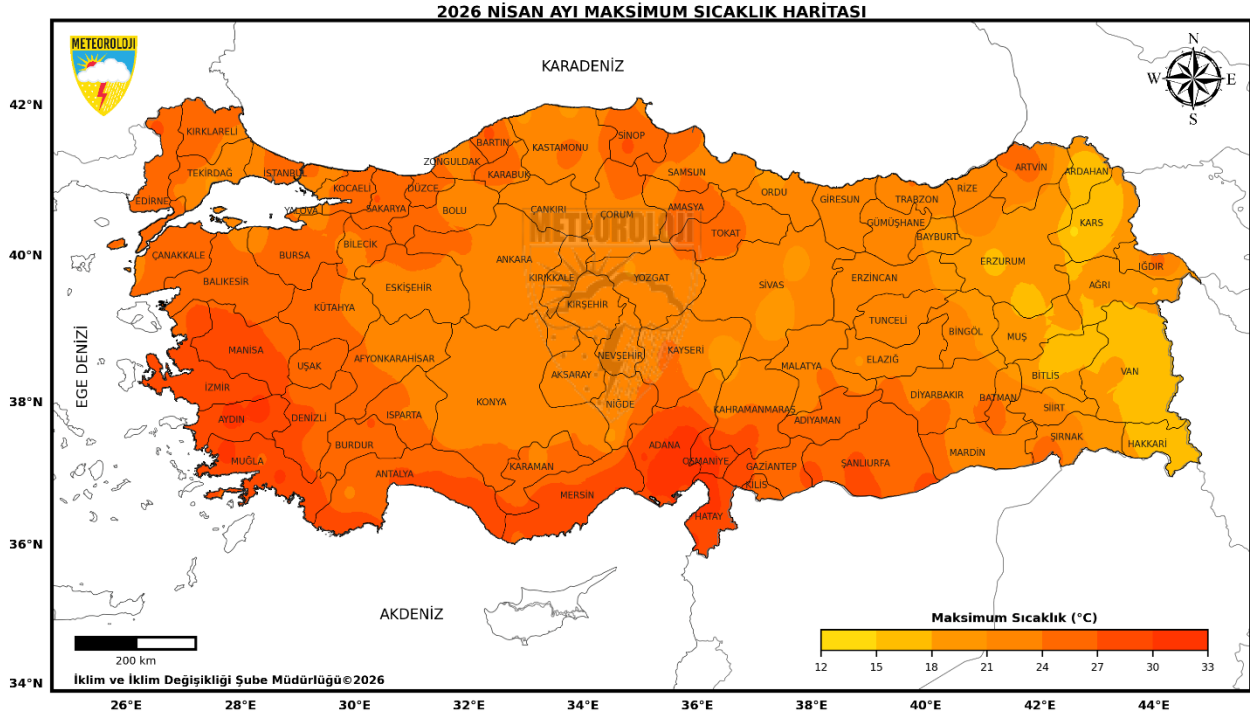 2026 NİSAN AYI MAKSİMUM SICAKLIK HARİTASI
METEOROLOJİ
KARADENİZ
N
W E
S
42°N
40°N
38°N
36°N
34°N
EGE DENİZİ
KIRKLARELİ
TEKİRDAĞ
İSTANBUL
EDİRNE
YALOVA
KOCAELİ
SAKARYA
DÜZCE
ZONGULDAK
BARTIN
KARABUK
KASTAMONU
SİNOP
SAMSUN
BOLU
ÇANKIRI
ÇORUM
AMASYA
TOKAT
ORDU
GİRESUN
TRABZON
RİZE
ARTVİN
ARDAHAN
KARS
GÜMÜŞHANE
BAYBURT
ÇANAKKALE
BALIKESİR
BURSA
BİLECİK
ESKİŞEHİR
ANKARA
KIRIKKALE
YOZGAT
SİVAS
ERZİNCAN
ERZURUM
IĞDIR
AĞRI
KÜTAHYA
KIRŞEHİR
TUNCELİ
BİNGÖL
MUŞ
MANİSA
UŞAK
AFYONKARAHİSAR
NEVŞEHİR
KAYSERİ
MALATYA
ELAZIĞ
BİTLİS
VAN
İZMİR
AKSARAY
NİĞDE
KONYA
AYDIN
DENİZLİ
ISPARTA
KAHRAMANMARAŞ
ADIYAMAN
DİYARBAKIR
BATMAN
SİİRT
ŞIRNAK
HAKKARİ
MUĞLA
BURDUR
ANTALYA
KARAMAN
MERSİN
ADANA
OSMANİYE
GAZİANTEP
KİLİS
ŞANLIURFA
MARDİN
HATAY
METEOROLOJİ
AKDENİZ
Maksimum Sıcaklık (°C)
12 15 18 21 24 27 30 33
200 km
İklim ve İklim Değişikliği Şube Müdürlüğü©2026
26°E 28°E 30°E 32°E 34°E 36°E 38°E 40°E 42°E 44°E